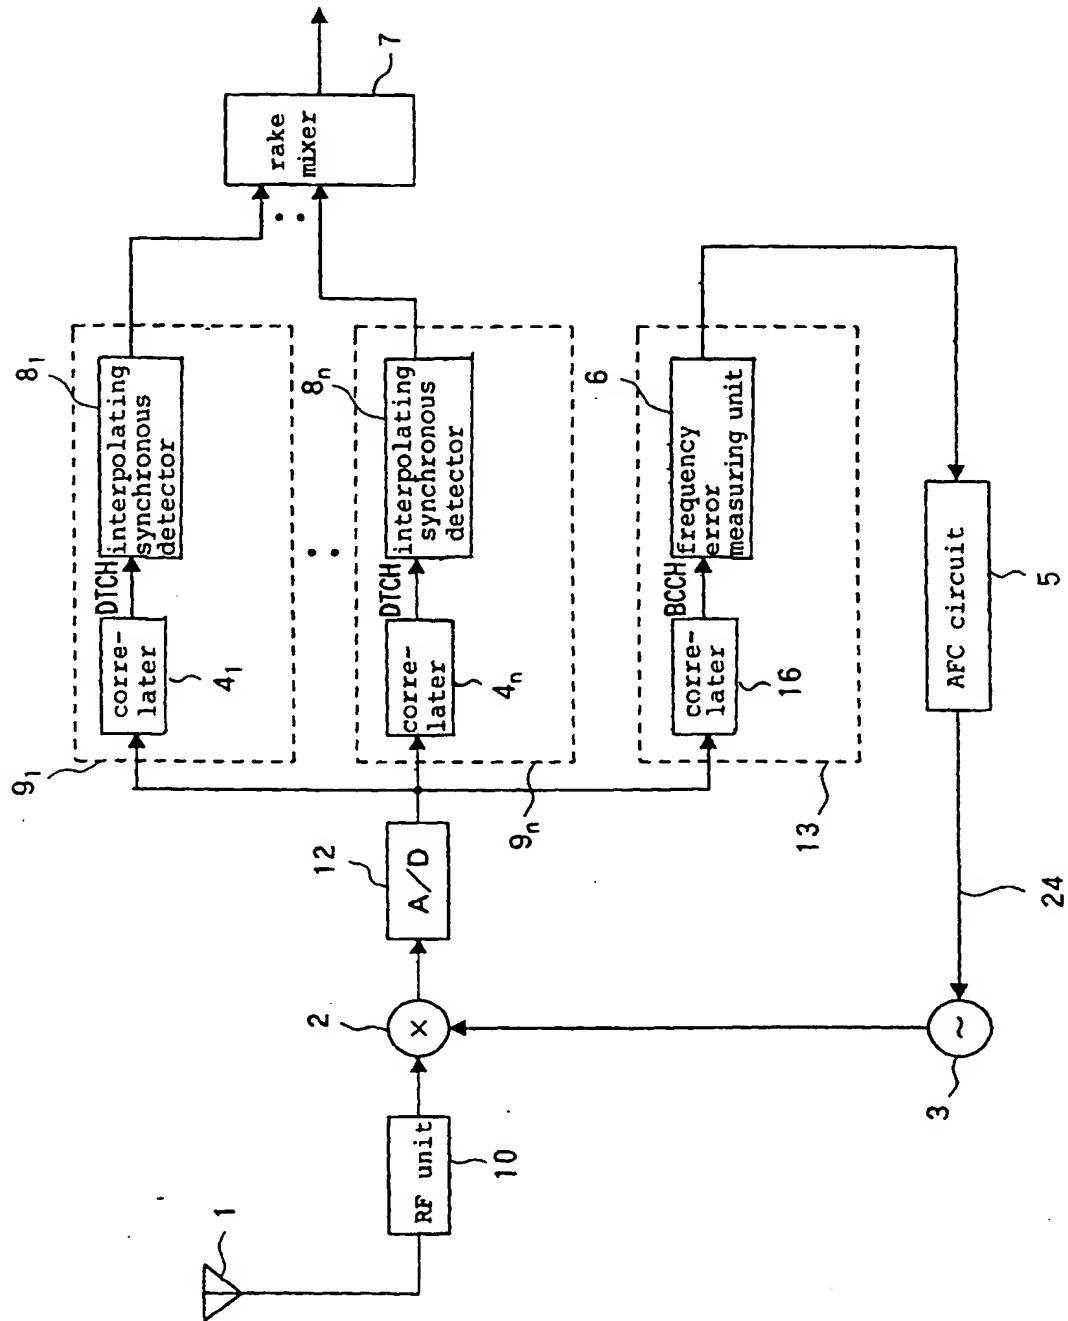 1
RF unit
10
2
×
3
~
24
12
A/D
9₁
corre-
later
4₁
DTCH
interpolating
synchronous
detector
8₁
9ₙ
corre-
later
4ₙ
DTCH
interpolating
synchronous
detector
8ₙ
13
corre-
later
16
BCCH
frequency
error
measuring unit
6
AFC circuit
5
rake
mixer
7